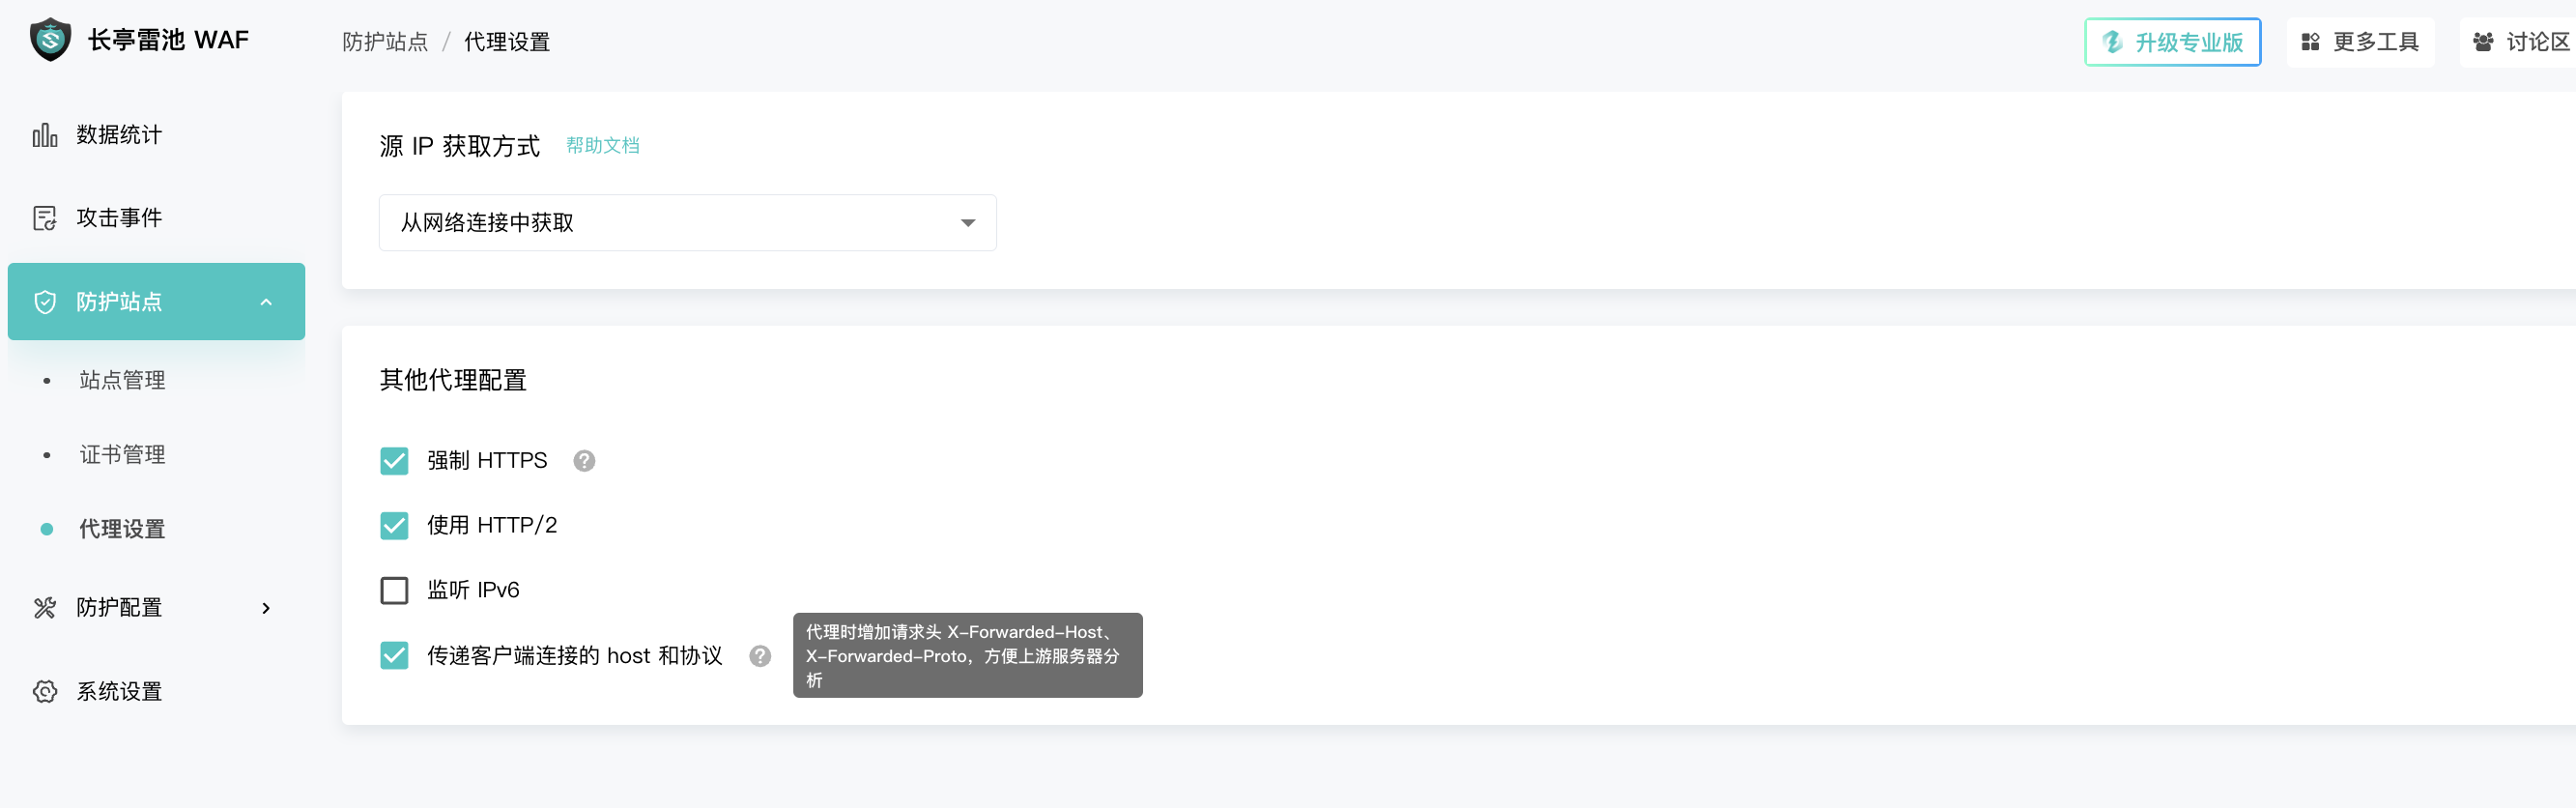 长亭雷池 WAF
防护站点 / 代理设置
升级专业版
更多工具
讨论区
数据统计
攻击事件
防护站点
站点管理
证书管理
代理设置
防护配置
系统设置
源 IP 获取方式 帮助文档
从网络连接中获取
其他代理配置
强制 HTTPS
使用 HTTP/2
监听 IPv6
传递客户端连接的 host 和协议
代理时增加请求头 X-Forwarded-Host、
X-Forwarded-Proto，方便上游服务器分
析